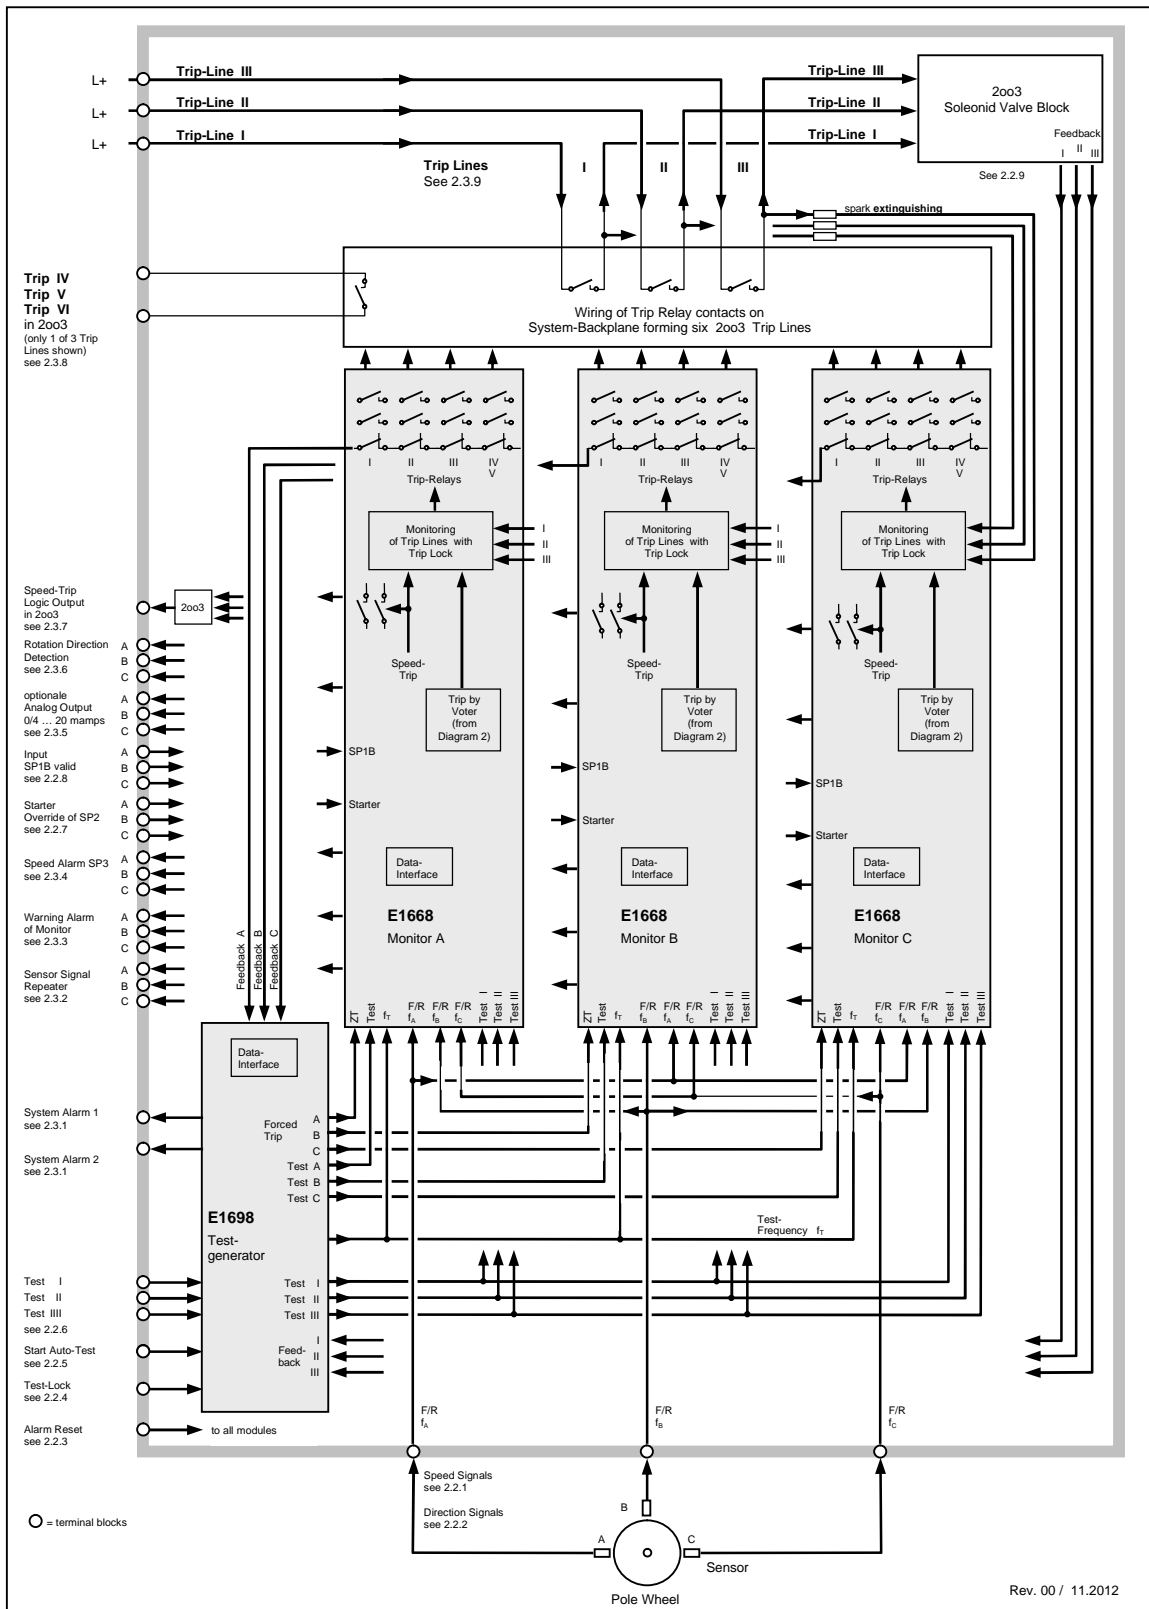 L+
Trip-Line III
Trip-Line III
L+
Trip-Line II
Trip-Line II
L+
Trip-Line I
Trip-Line I
2oo3
Soleonid Valve Block
Feedback
I
II
III
See 2.2.9
Trip Lines
See 2.3.9
I
II
III
spark extinguishing
Trip IV
Trip V
Trip VI
in 2oo3
(only 1 of 3 Trip
Lines shown)
see 2.3.8
Wiring of Trip Relay contacts on
System-Backplane forming six 2oo3 Trip Lines
I
II
III
IV
V
Trip-Relays
Monitoring
of Trip Lines with
Trip Lock
I
II
III
Speed-
Trip
Trip by
Voter
(from
Diagram 2)
SP1B
Starter
Data-
Interface
E1668
Monitor A
ZT
Test
fT
F/R
fA
F/R
fB
F/R
fC
Test I
Test II
Test III
I
II
III
IV
V
Trip-Relays
Monitoring
of Trip Lines with
Trip Lock
I
II
III
Speed-
Trip
Trip by
Voter
(from
Diagram 2)
SP1B
Starter
Data-
Interface
E1668
Monitor B
ZT
Test
fT
F/R
fB
F/R
fA
F/R
fC
Test I
Test II
Test III
I
II
III
IV
V
Trip-Relays
Monitoring
of Trip Lines with
Trip Lock
Speed-
Trip
Trip by
Voter
(from
Diagram 2)
SP1B
Starter
Data-
Interface
E1668
Monitor C
ZT
Test
fT
F/R
fC
F/R
fA
F/R
fB
Test I
Test II
Test III
Speed-Trip
Logic Output
in 2oo3
see 2.3.7
2oo3
Rotation Direction
Detection
see 2.3.6
A
B
C
optionale
Analog Output
0/4 ... 20 mamps
see 2.3.5
A
B
C
Input
SP1B valid
see 2.2.8
A
B
C
Starter
Override of SP2
see 2.2.7
A
B
C
Speed Alarm SP3
see 2.3.4
A
B
C
Warning Alarm
of Monitor
see 2.3.3
A
B
C
Sensor Signal
Repeater
see 2.3.2
A
B
C
Feedback A
Feedback B
Feedback C
Data-
Interface
System Alarm 1
see 2.3.1
System Alarm 2
see 2.3.1
Forced
Trip
A
B
C
Test A
Test B
Test C
E1698
Test-
generator
Test-
Frequency fT
Test I
Test II
Test IIII
see 2.2.6
Test I
Test II
Test III
Start Auto-Test
see 2.2.5
Feed-
back
I
II
III
Test-Lock
see 2.2.4
Alarm Reset
see 2.2.3
to all modules
F/R
fA
F/R
fB
F/R
fC
Speed Signals
see 2.2.1
Direction Signals
see 2.2.2
= terminal blocks
A
B
C
Sensor
Pole Wheel
Rev. 00 / 11.2012